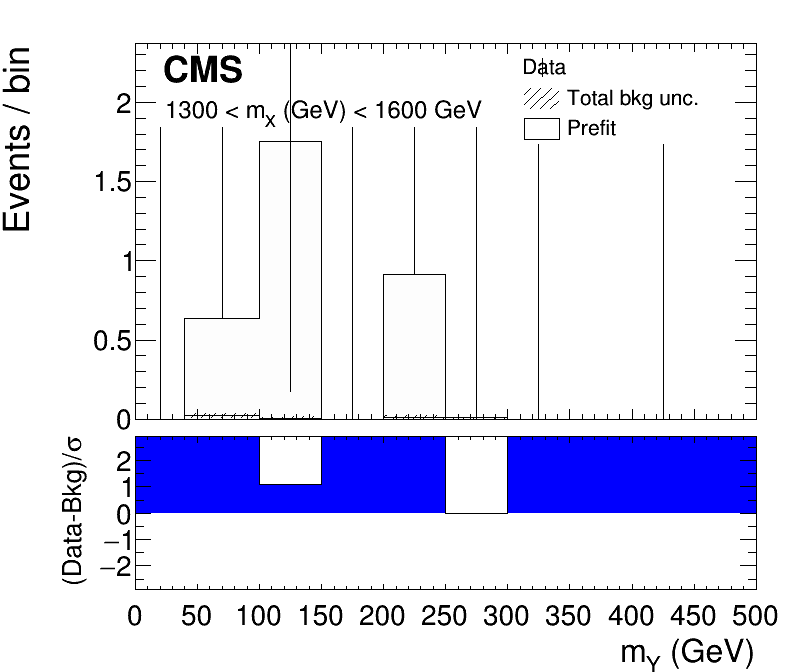 CMS
1300 < mX (GeV) < 1600 GeV
Data
Total bkg unc.
Prefit
Events / bin
2
1.5
1
0.5
0
(Data-Bkg)/σ
2
1
0
−1
−2
0 50 100 150 200 250 300 350 400 450 500
mY (GeV)